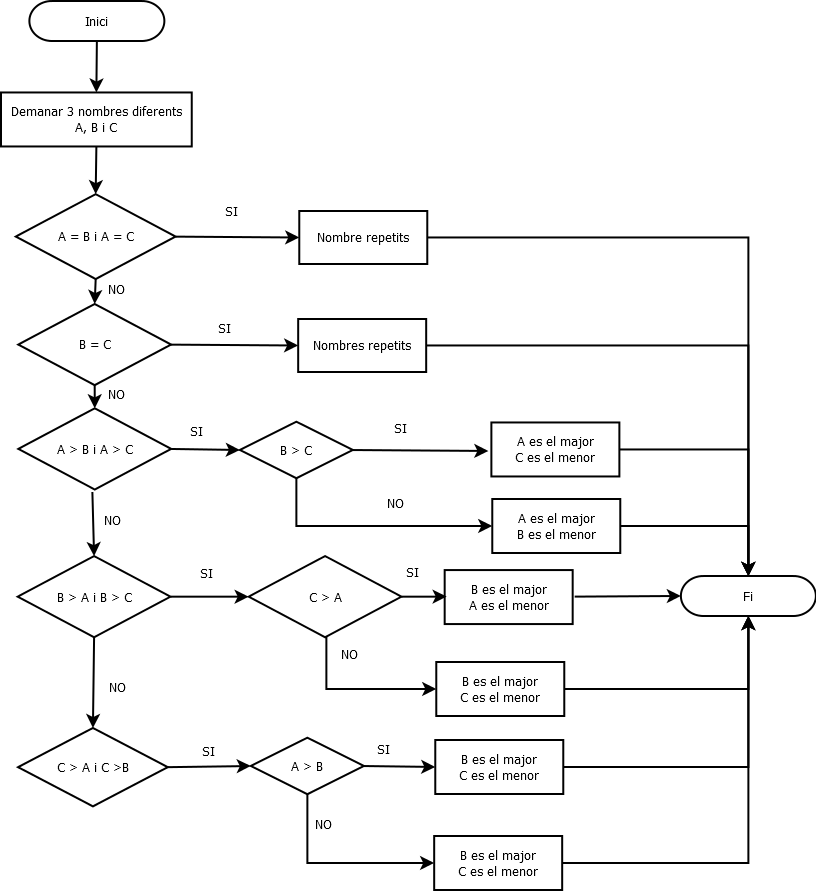 Inici
Demanar 3 nombres diferents
A, B i C
A = B i A = C
SI
Nombre repetits
NO
B = C
SI
Nombres repetits
NO
A > B i A > C
SI
B > C
SI
A es el major
C es el menor
NO
A es el major
B es el menor
NO
B > A i B > C
SI
C > A
SI
B es el major
A es el menor
Fi
NO
B es el major
C es el menor
NO
C > A i C >B
SI
A > B
SI
B es el major
C es el menor
NO
B es el major
C es el menor